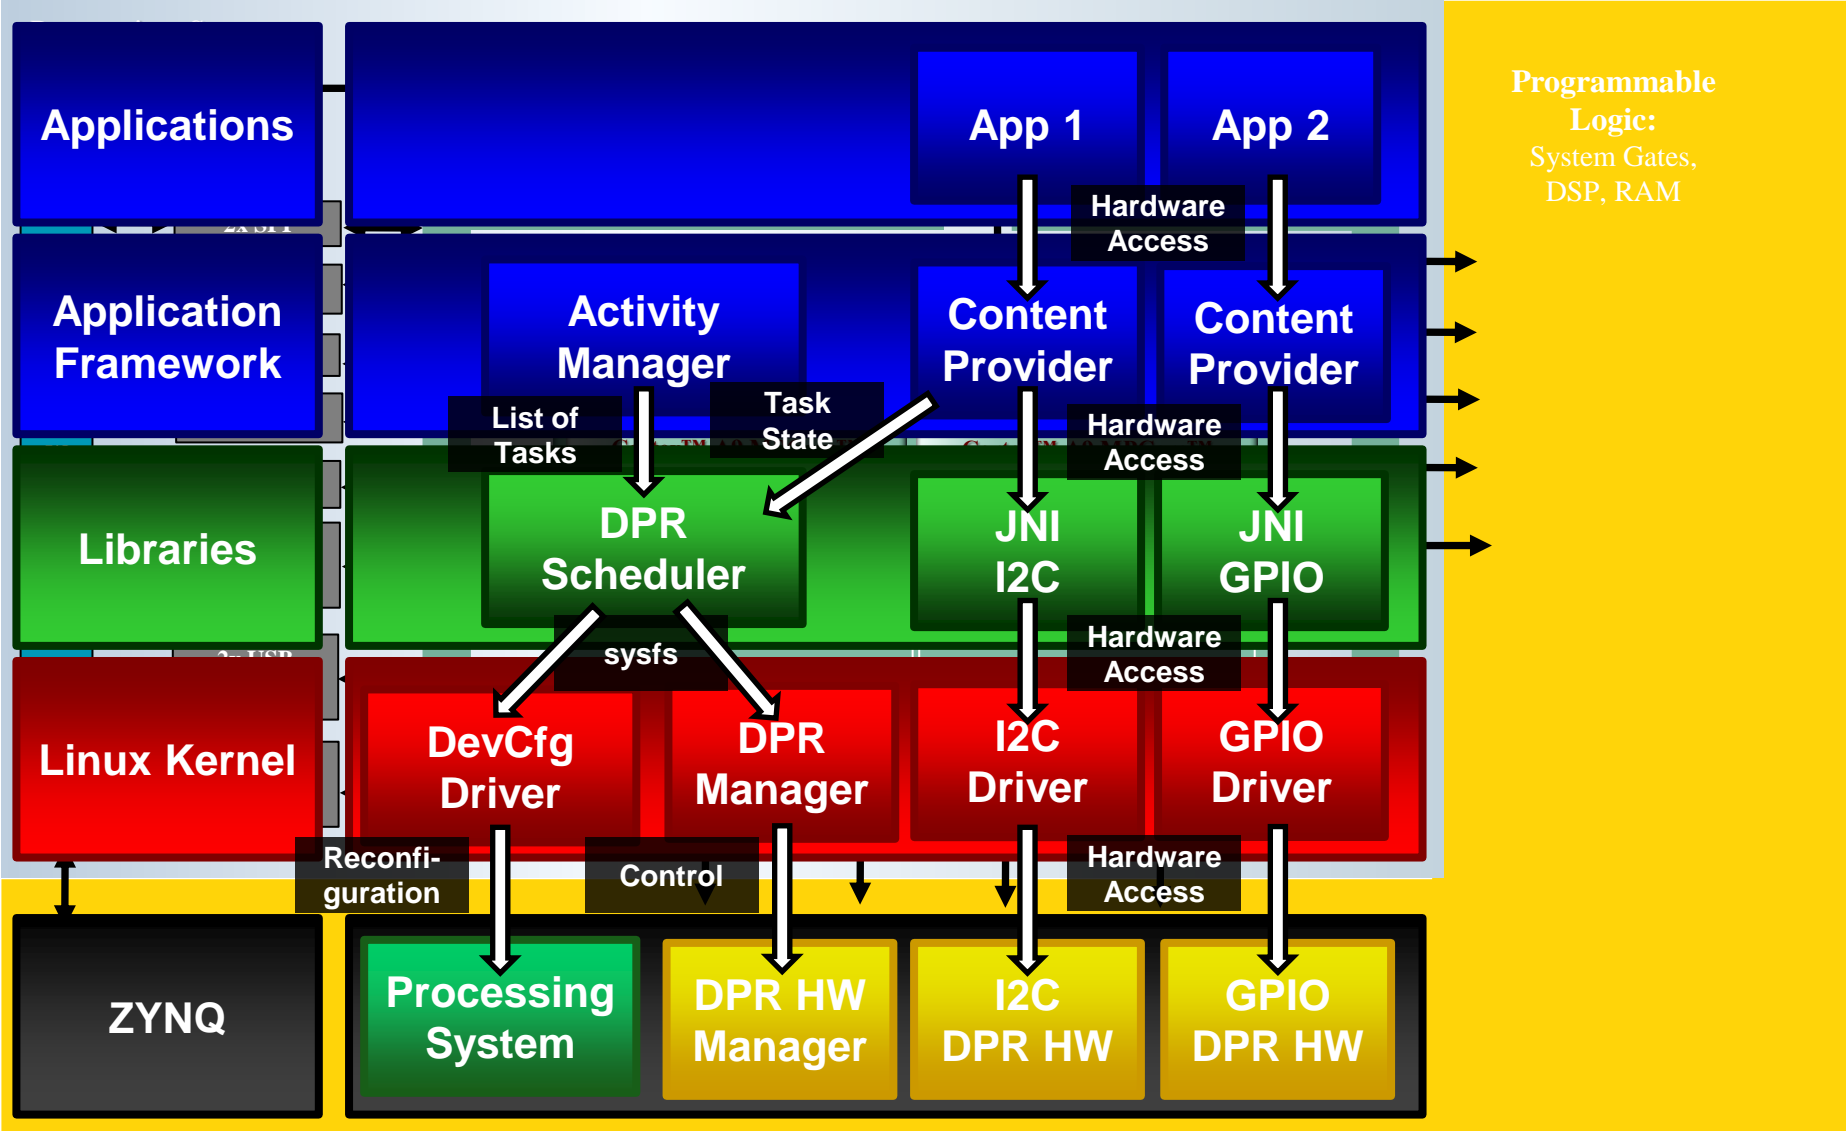 Applications
App 1
App 2
Programmable
Logic:
System Gates,
DSP, RAM
Hardware
Access
Application
Framework
Activity
Manager
Content
Provider
Content
Provider
List of
Tasks
Task
State
Hardware
Access
Libraries
DPR
Scheduler
JNI
I2C
JNI
GPIO
sysfs
Hardware
Access
2x USB
Linux Kernel
DevCfg
Driver
DPR
Manager
I2C
Driver
GPIO
Driver
Reconfi-
guration
Control
Hardware
Access
ZYNQ
Processing
System
DPR HW
Manager
I2C
DPR HW
GPIO
DPR HW